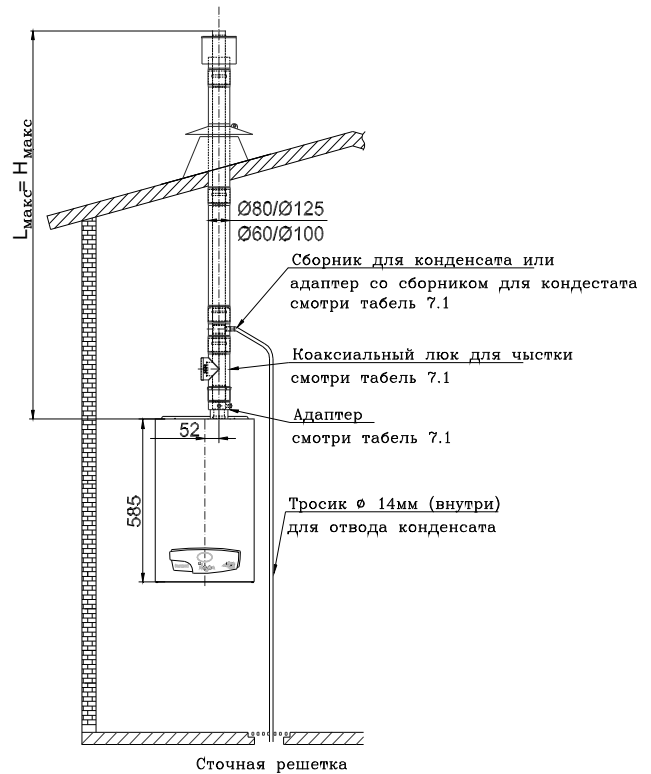 Lмакс= Hмакс
Ø80/Ø125
Ø60/Ø100
Сборник для конденсата или
адаптер со сборником для кондестата
смотри табель 7.1
Коаксиальный люк для чыстки
смотри табель 7.1
Адаптер
смотри табель 7.1
52
585
Тросик ø 14мм (внутри)
для отвода конденсата
Сточная решетка